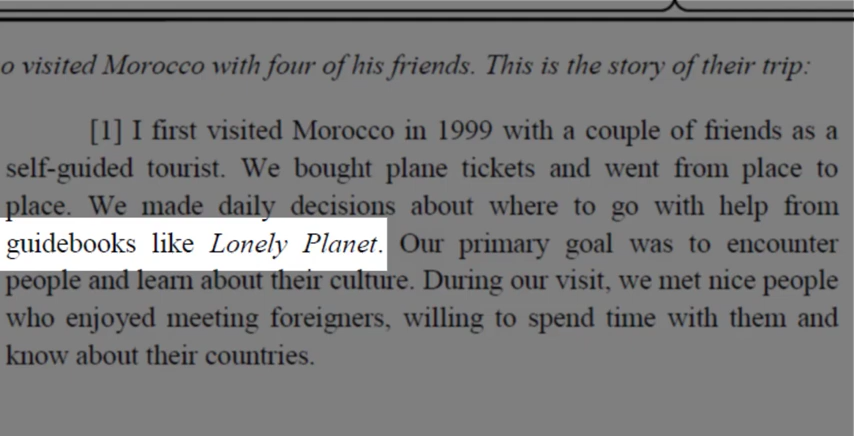 o visited Morocco with four of his friends. This is the story of their trip:
[1] I first visited Morocco in 1999 with a couple of friends as a
self-guided tourist. We bought plane tickets and went from place to
place. We made daily decisions about where to go with help from
guidebooks like Lonely Planet. Our primary goal was to encounter
people and learn about their culture. During our visit, we met nice people
who enjoyed meeting foreigners, willing to spend time with them and
know about their countries.